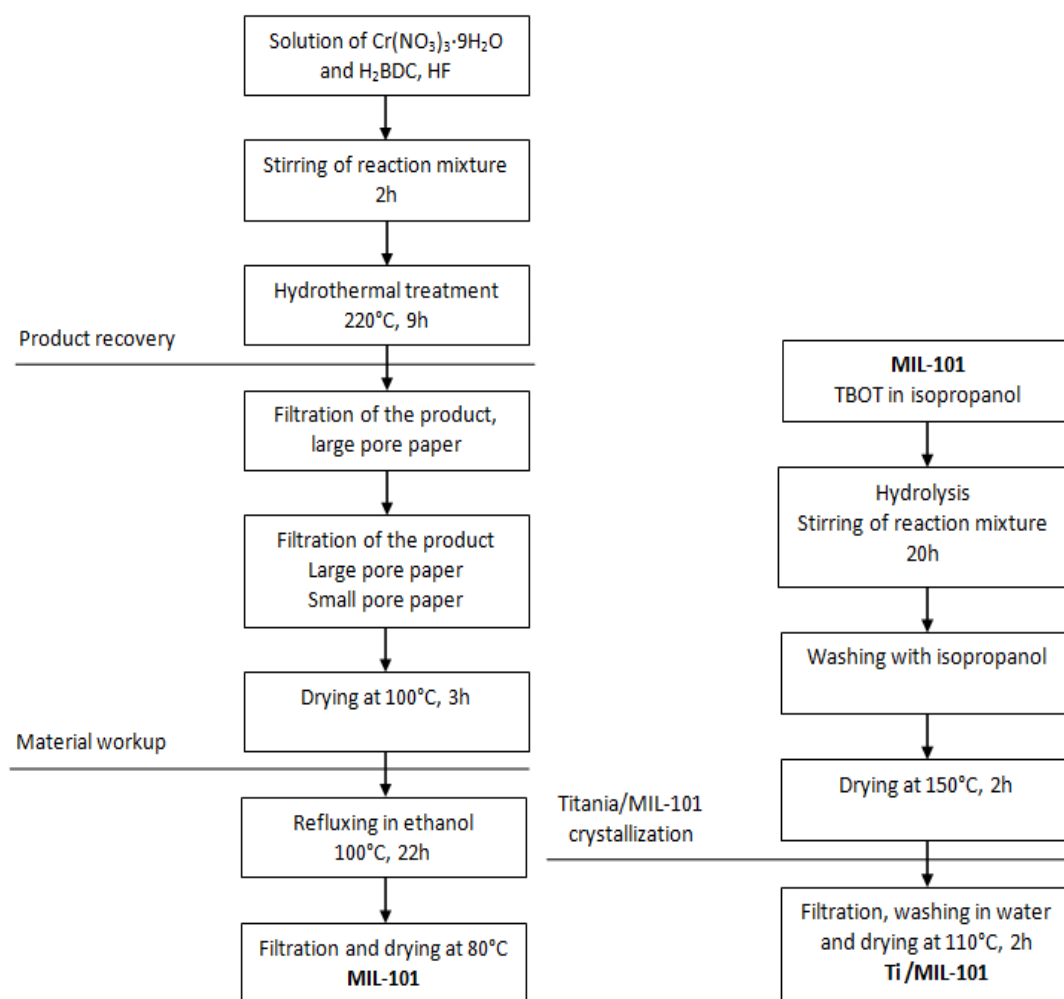 Solution of Cr(NO₃)₃·9H₂O
and H₂BDC, HF
Stirring of reaction mixture
2h
Hydrothermal treatment
220°C, 9h
Product recovery
Filtration of the product,
large pore paper
Filtration of the product
Large pore paper
Small pore paper
Drying at 100°C, 3h
Material workup
Refluxing in ethanol
100°C, 22h
Filtration and drying at 80°C
MIL-101
MIL-101
TBOT in isopropanol
Hydrolysis
Stirring of reaction mixture
20h
Washing with isopropanol
Drying at 150°C, 2h
Titania/MIL-101
crystallization
Filtration, washing in water
and drying at 110°C, 2h
Ti/MIL-101